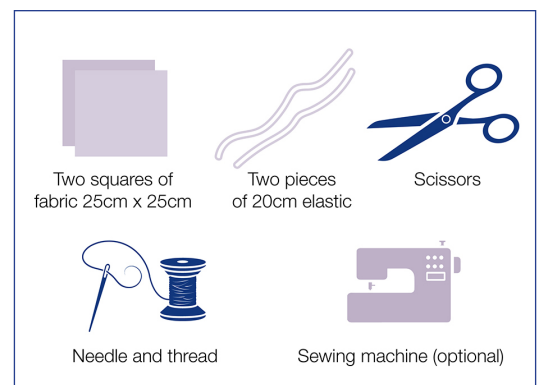 Two squares of
fabric 25cm x 25cm
Two pieces
of 20cm elastic
Scissors
Needle and thread
Sewing machine (optional)